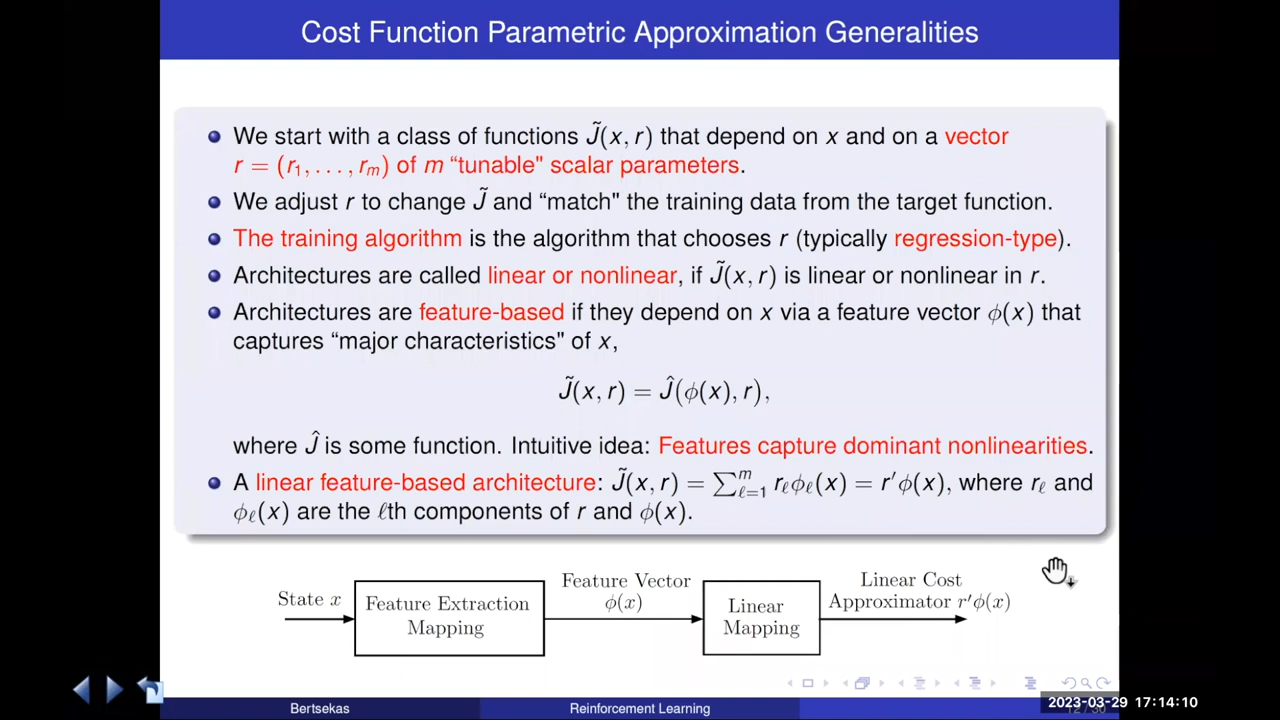 Cost Function Parametric Approximation Generalities
We start with a class of functions J̃(x, r) that depend on x and on a vector
r = (r₁, . . . , rₘ) of m “tunable" scalar parameters.
We adjust r to change J̃ and “match" the training data from the target function.
The training algorithm is the algorithm that chooses r (typically regression-type).
Architectures are called linear or nonlinear, if J̃(x, r) is linear or nonlinear in r.
Architectures are feature-based if they depend on x via a feature vector ϕ(x) that
captures “major characteristics" of x,
J̃(x, r) = Ĵ(ϕ(x), r),
where Ĵ is some function. Intuitive idea: Features capture dominant nonlinearities.
A linear feature-based architecture: J̃(x, r) = ∑_{ℓ=1}^{m} r_ℓ ϕ_ℓ(x) = r′ϕ(x), where r_ℓ and
ϕ_ℓ(x) are the ℓth components of r and ϕ(x).
State x
Feature Extraction
Mapping
Feature Vector
ϕ(x)
Linear
Mapping
Linear Cost
Approximator r′ϕ(x)
Bertsekas
Reinforcement Learning
2023-03-29 17:14:10